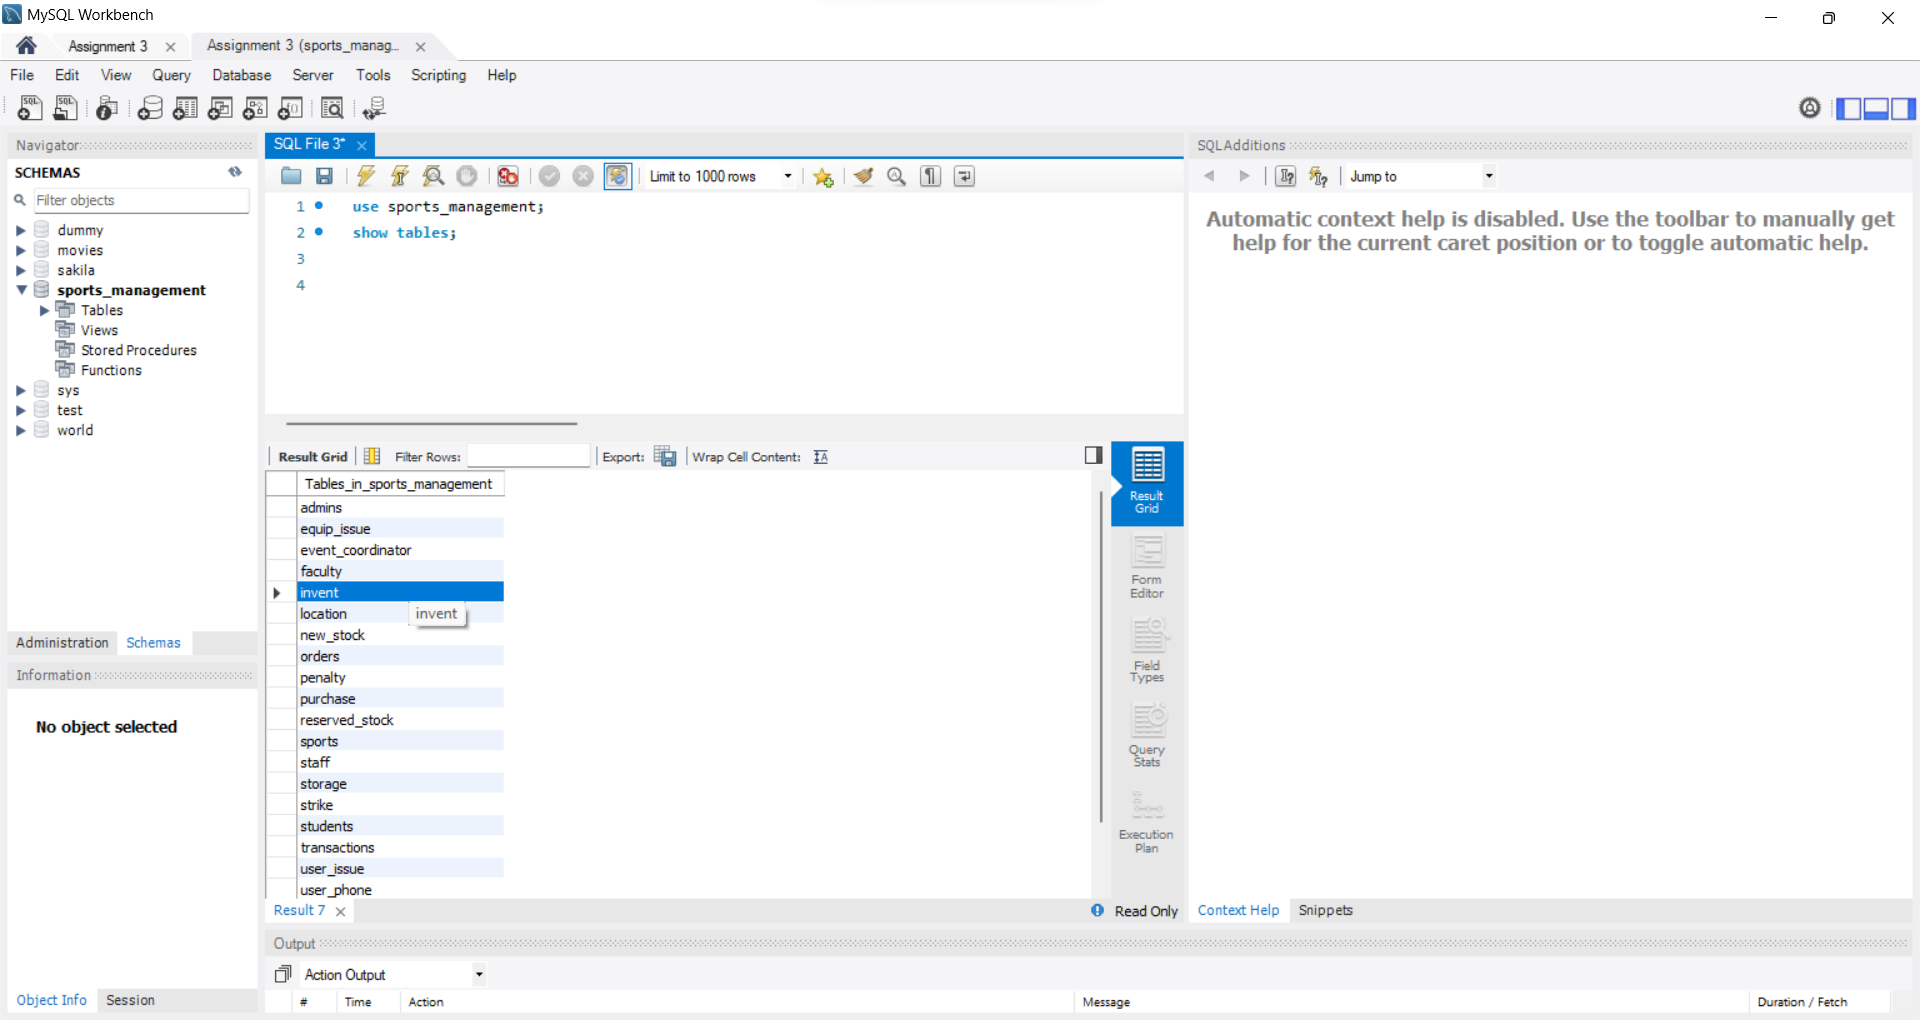 MySQL Workbench
Assignment 3
Assignment 3 (sports_manag...
File Edit View Query Database Server Tools Scripting Help
Navigator
SCHEMAS
Filter objects
dummy
movies
sakila
sports_management
Tables
Views
Stored Procedures
Functions
sys
test
world
Administration Schemas
Information
No object selected
Object Info Session
SQL File 3*
Limit to 1000 rows
1 use sports_management;
2 show tables;
3
4
Result Grid Filter Rows: Export: Wrap Cell Content:
Tables_in_sports_management
admins
equip_issue
event_coordinator
faculty
invent
location
invent
new_stock
orders
penalty
purchase
reserved_stock
sports
staff
storage
strike
students
transactions
user_issue
user_phone
Result
Grid
Form
Editor
Field
Types
Query
Stats
Execution
Plan
Result 7
Read Only
SQLAdditions
Jump to
Automatic context help is disabled. Use the toolbar to manually get
help for the current caret position or to toggle automatic help.
Context Help Snippets
Output
Action Output
# Time Action Message Duration / Fetch